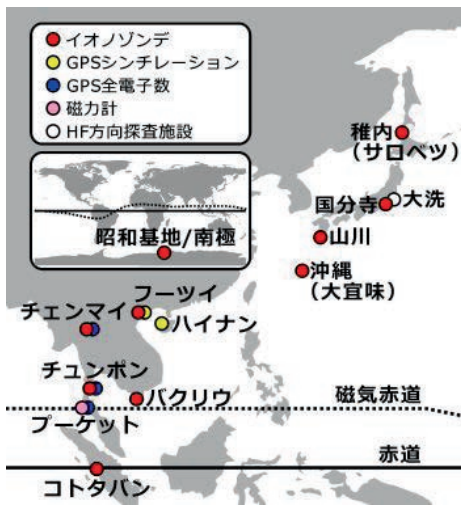 イオノゾンデ
GPSシンチレーション
GPS全電子数
磁力計
HF方向探査施設
昭和基地/南極
稚内
(サロベツ)
国分寺
大洗
山川
沖縄
(大宜味)
フーツイ
チェンマイ
ハイナン
チュンポン
バクリウ
磁気赤道
プーケット
赤道
コトタバン